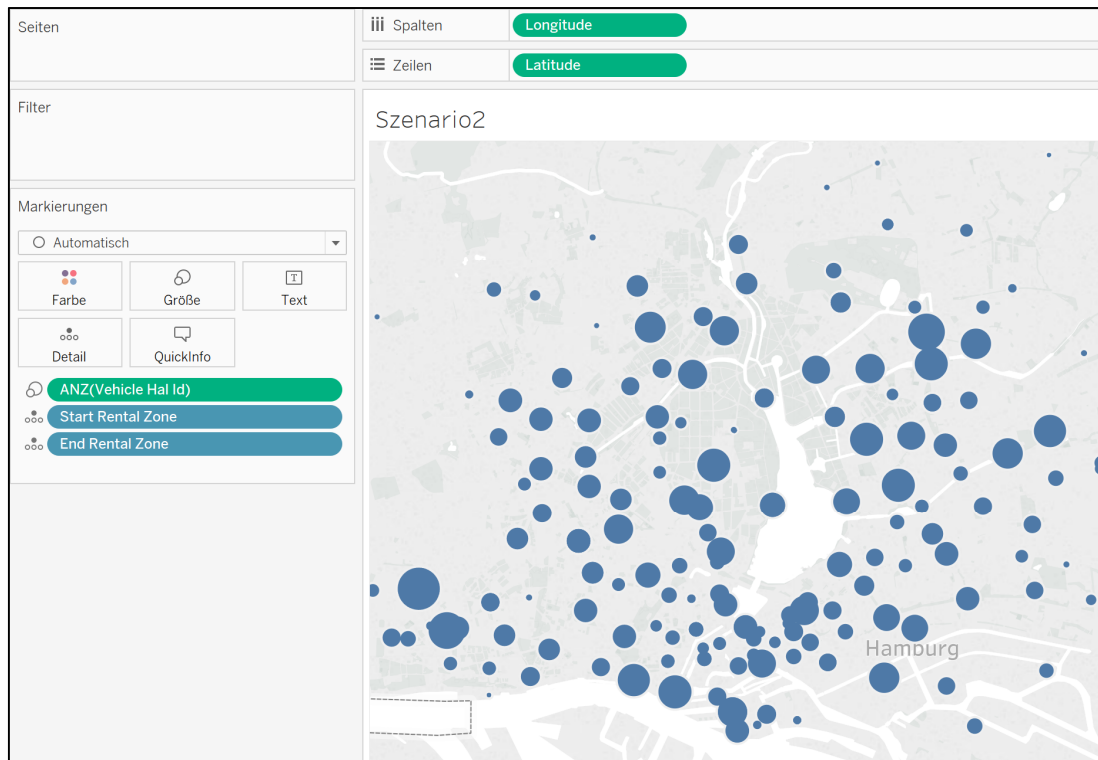 Seiten
Filter
Markierungen
Automatisch
Farbe
Größe
T
Text
Detail
QuickInfo
ANZ(Vehicle Hal Id)
Start Rental Zone
End Rental Zone
Spalten
Longitude
Zeilen
Latitude
Szenario2
Hamburg